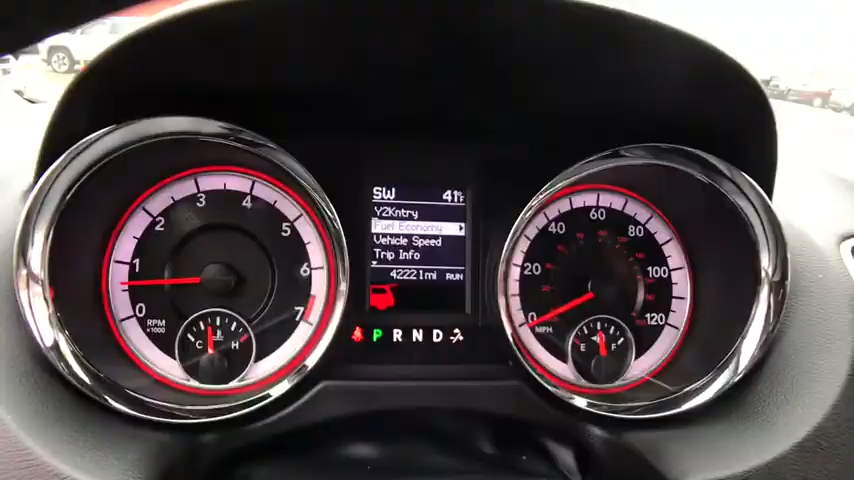 0 1 2 3 4 5 6 7
RPM
×1000
C H
SW 41°F
Y2Kntry
Fuel Economy
Vehicle Speed
Trip Info
42221mi RUN
P R N D
0 20 40 60 80 100 120
MPH
E F